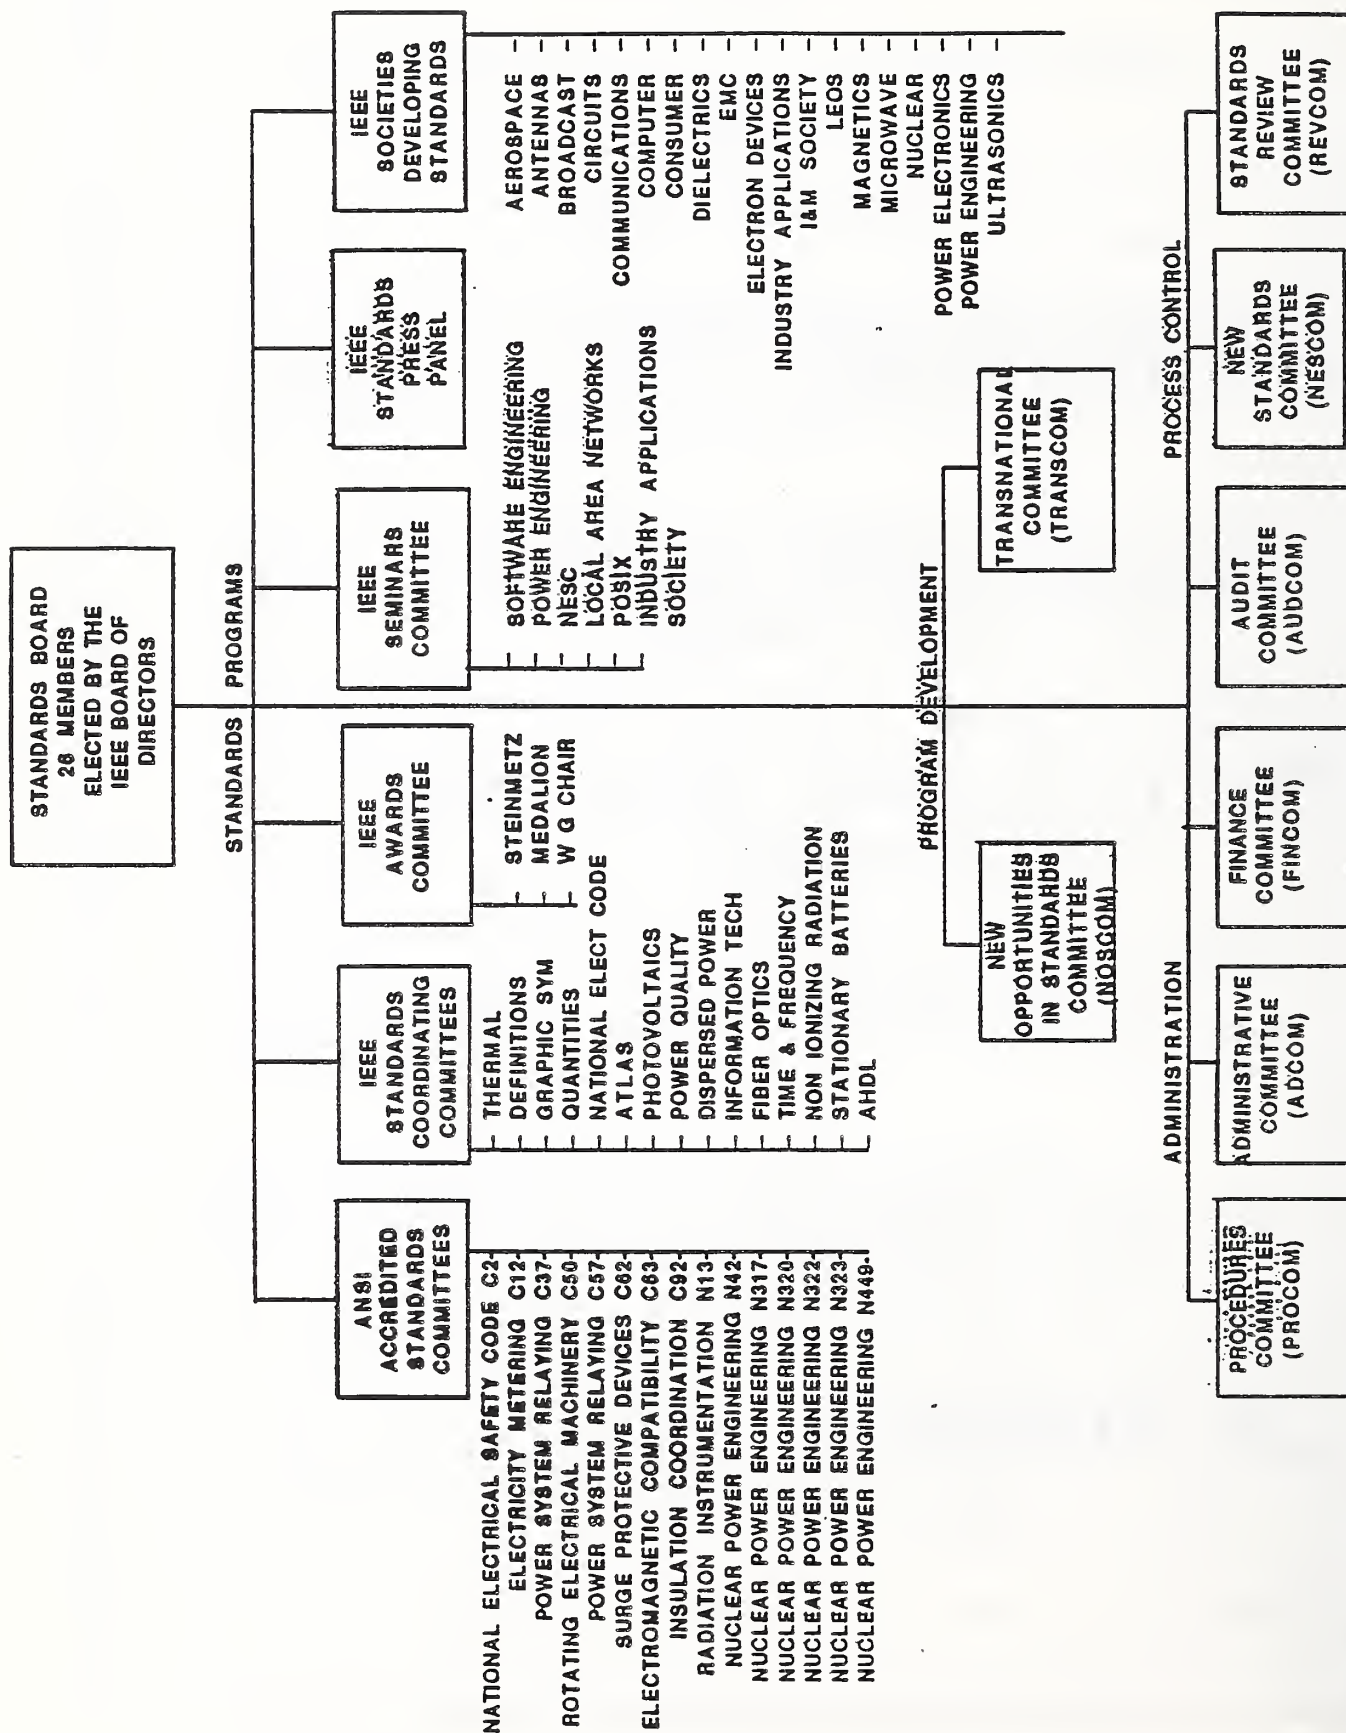 STANDARDS BOARD
26 MEMBERS
ELECTED BY THE
IEEE BOARD OF
DIRECTORS
STANDARDS PROGRAMS
ANSI
ACCREDITED
STANDARDS
COMMITTEES
NATIONAL ELECTRICAL SAFETY CODE C2-
ELECTRICITY METERING C12-
POWER SYSTEM RELAYING C37-
ROTATING ELECTRICAL MACHINERY C50-
POWER SYSTEM RELAYING C57-
SURGE PROTECTIVE DEVICES C62-
ELECTROMAGNETIC COMPATIBILITY C63-
INSULATION COORDINATION C92-
RADIATION INSTRUMENTATION N13-
NUCLEAR POWER ENGINEERING N42-
NUCLEAR POWER ENGINEERING N317-
NUCLEAR POWER ENGINEERING N320-
NUCLEAR POWER ENGINEERING N322-
NUCLEAR POWER ENGINEERING N323-
NUCLEAR POWER ENGINEERING N449-
IEEE
STANDARDS
COORDINATING
COMMITTEES
THERMAL
DEFINITIONS
GRAPHIC SYM
QUANTITIES
NATIONAL ELECT CODE
ATLAS
PHOTOVOLTAICS
POWER QUALITY
DISPERSED POWER
INFORMATION TECH
FIBER OPTICS
TIME & FREQUENCY
NON IONIZING RADIATION
STATIONARY BATTERIES
AHDL
IEEE
AWARDS
COMMITTEE
STEINMETZ
MEDALION
W G CHAIR
IEEE
SEMINARS
COMMITTEE
SOFTWARE ENGINEERING
POWER ENGINEERING
NESC
LOCAL AREA NETWORKS
POSIX
INDUSTRY APPLICATIONS
SOCIETY
IEEE
STANDARDS
PRESS
PANEL
IEEE
SOCIETIES
DEVELOPING
STANDARDS
AEROSPACE -
ANTENNAS -
BROADCAST -
CIRCUITS -
COMMUNICATIONS -
COMPUTER -
CONSUMER -
DIELECTRICS -
EMC -
ELECTRON DEVICES -
INDUSTRY APPLICATIONS -
I&M SOCIETY -
LEOS -
MAGNETICS -
MICROWAVE -
NUCLEAR -
POWER ELECTRONICS -
POWER ENGINEERING -
ULTRASONICS -
PROGRAM DEVELOPMENT
NEW
OPPORTUNITIES
IN STANDARDS
COMMITTEE
(NOSCOM)
TRANSNATIONAL
COMMITTEE
(TRANSCOM)
ADMINISTRATION
PROCESS CONTROL
PROCEDURES
COMMITTEE
(PROCOM)
ADMINISTRATIVE
COMMITTEE
(ADCOM)
FINANCE
COMMITTEE
(FINCOM)
AUDIT
COMMITTEE
(AUDCOM)
NEW
STANDARDS
COMMITTEE
(NESCOM)
STANDARDS
REVIEW
COMMITTEE
(REVCOM)